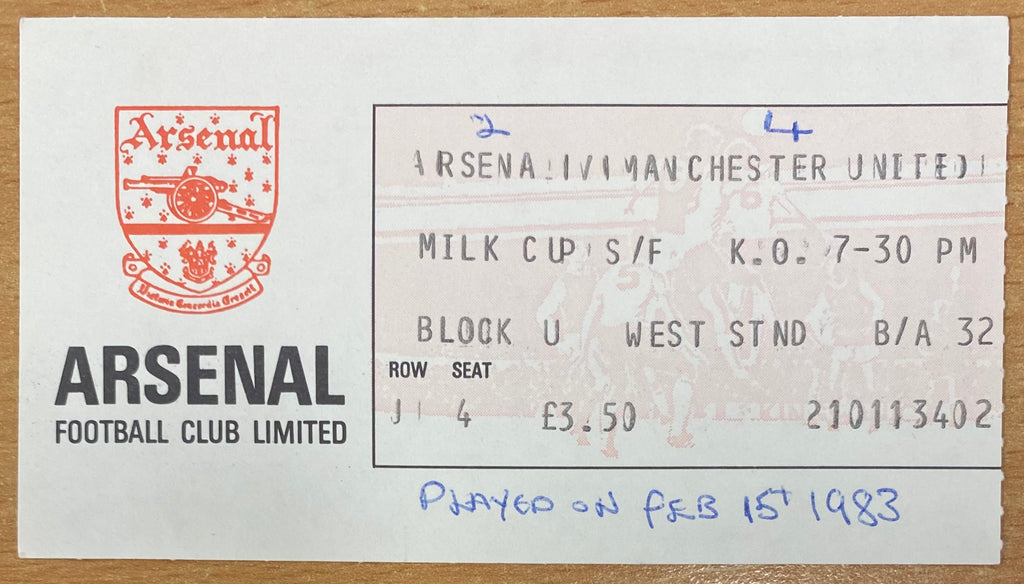 Arsenal
Victoria Concordia Crescit
ARSENAL
FOOTBALL CLUB LIMITED
2 4
ARSENAL V MANCHESTER UNITED
MILK CUP S/F K.O. 7-30 PM
BLOCK U WEST STND B/A 32
ROW SEAT
J 4 £3.50 210113402
PLAYED ON FEB 15T 1983